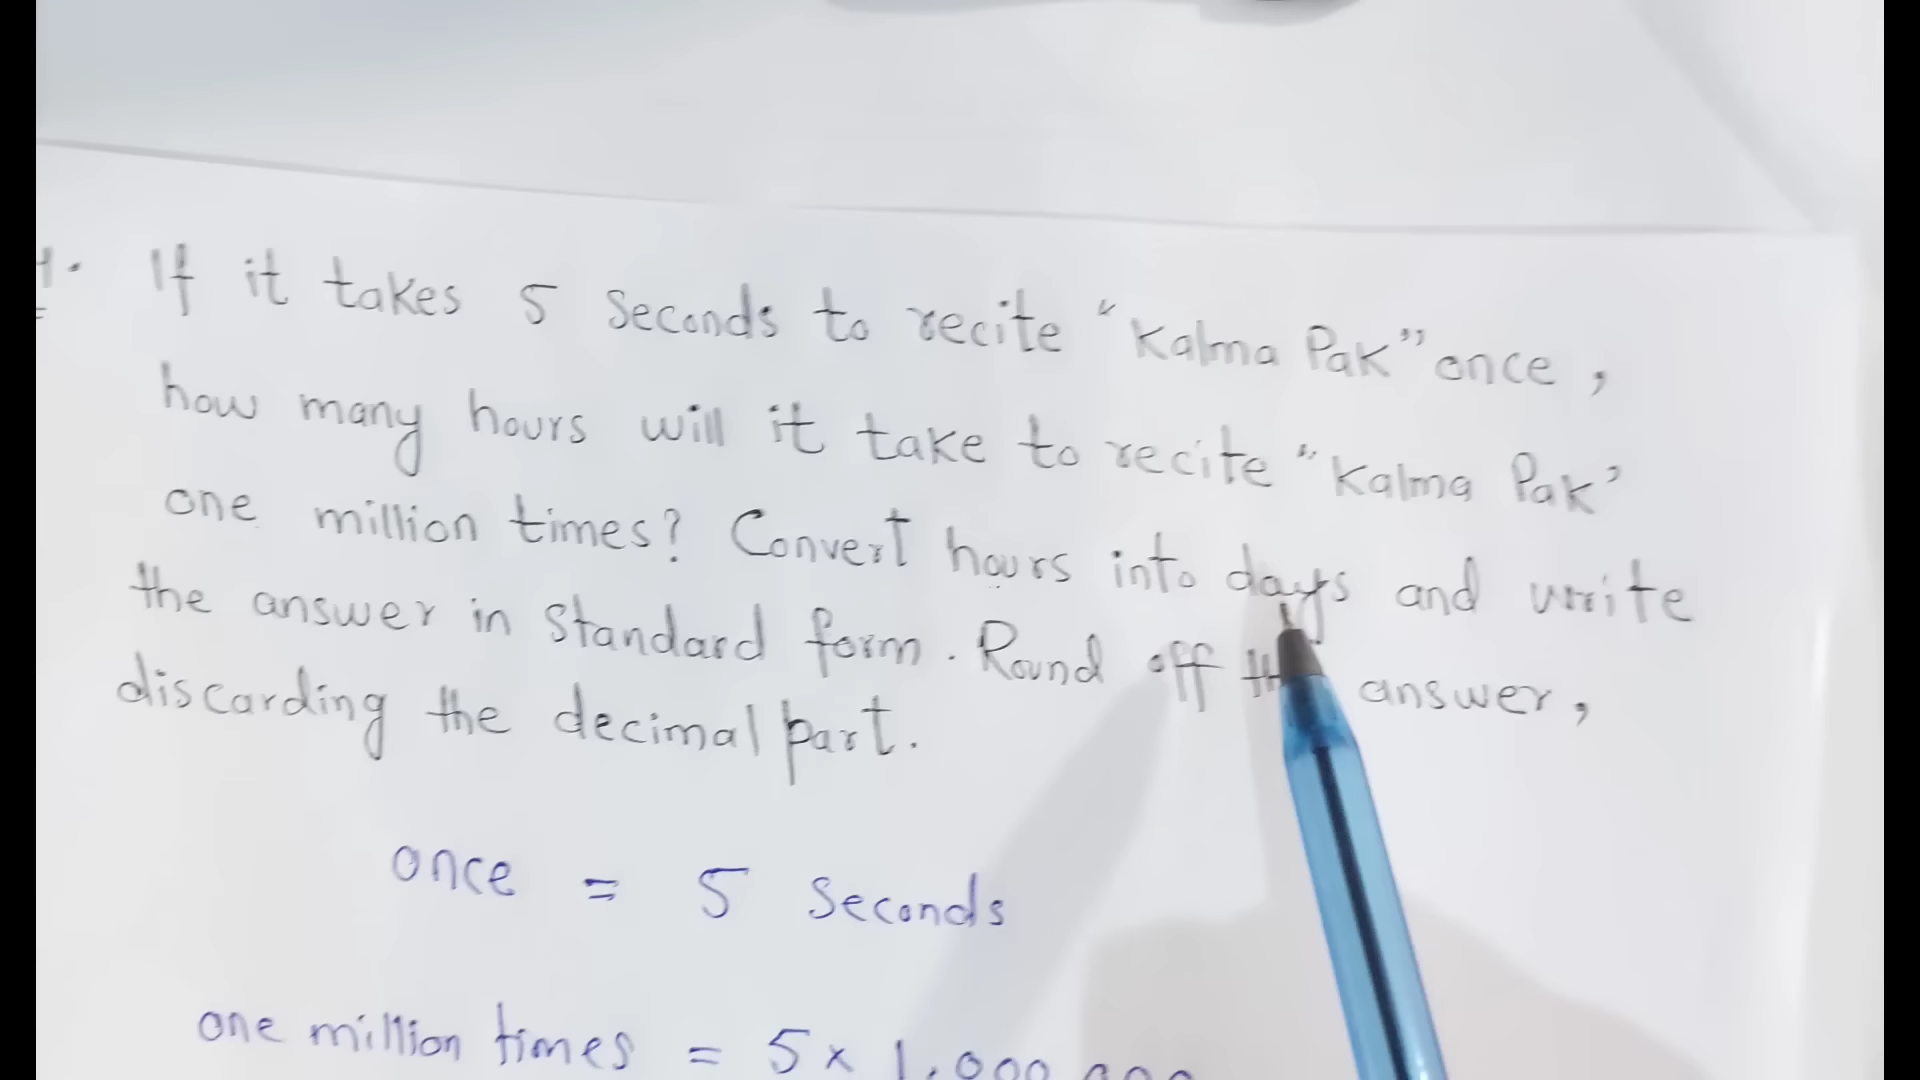 If it takes 5 Seconds to recite "Kalma Pak" once,
how many hours will it take to recite "Kalma Pak'
one million times? Convert hours into days and write
the answer in Standard form. Round off answer,
discarding the decimal part.
once = 5 Seconds
one million times = 5 x 1,000